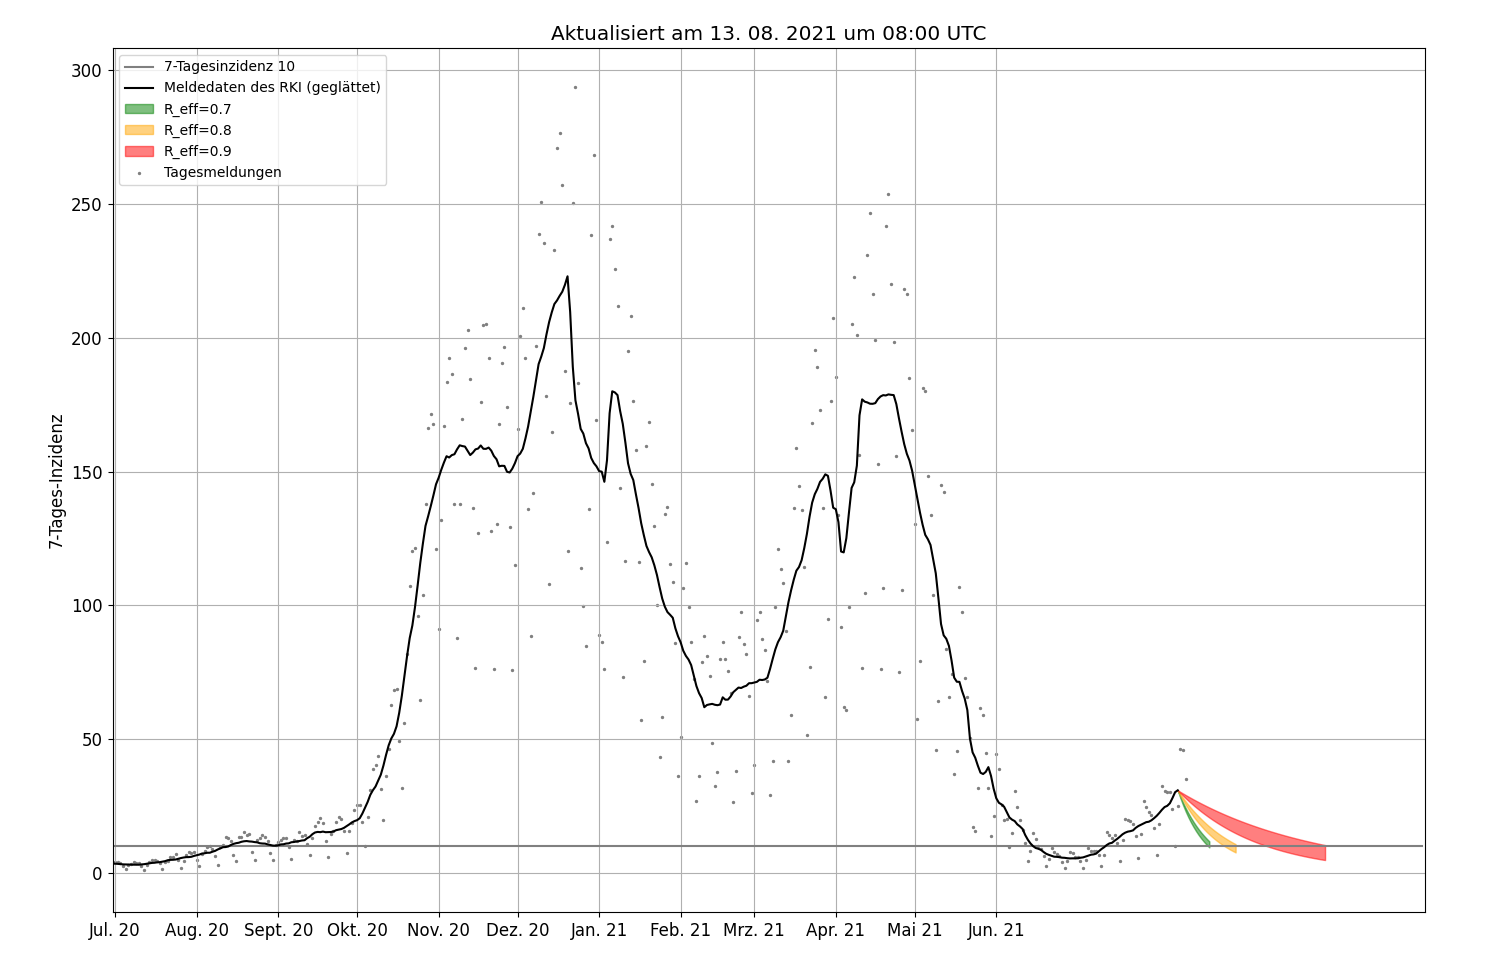 Aktualisiert am 13. 08. 2021 um 08:00 UTC
7-Tagesinzidenz 10
Meldedaten des RKI (geglättet)
R_eff=0.7
R_eff=0.8
R_eff=0.9
Tagesmeldungen
7-Tages-Inzidenz
300
250
200
150
100
50
0
Jul. 20 Aug. 20 Sept. 20 Okt. 20 Nov. 20 Dez. 20 Jan. 21 Feb. 21 Mrz. 21 Apr. 21 Mai 21 Jun. 21